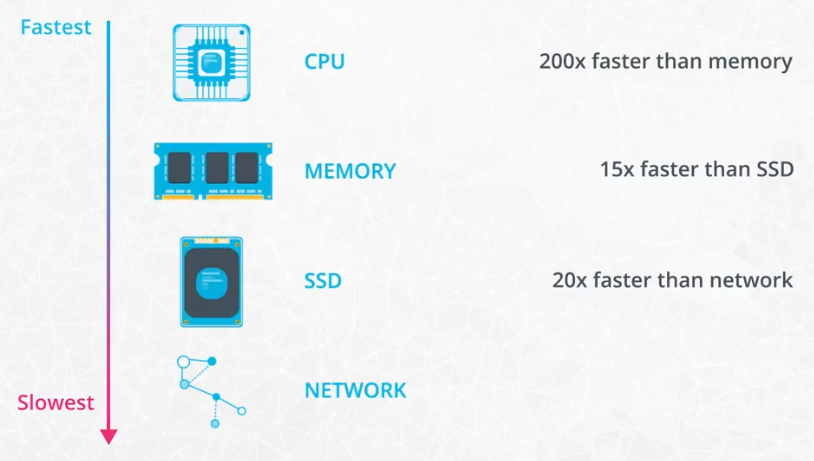 Fastest
CPU 200x faster than memory
MEMORY 15x faster than SSD
SSD 20x faster than network
NETWORK
Slowest